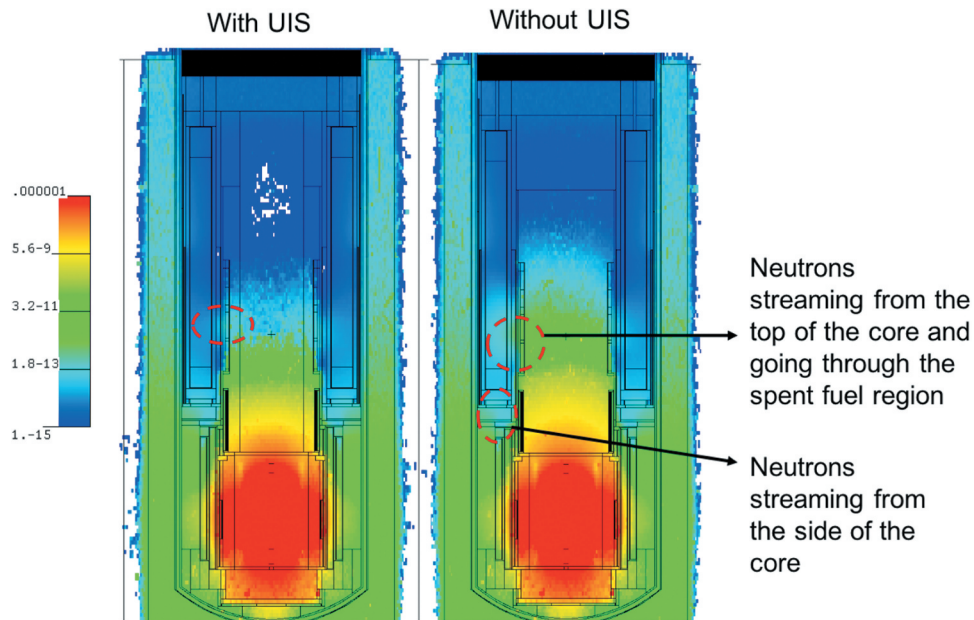 With UIS
Without UIS
.000001
5.6-9
3.2-11
1.8-13
1.-15
Neutrons
streaming from the
top of the core and
going through the
spent fuel region
Neutrons
streaming from
the side of the
core